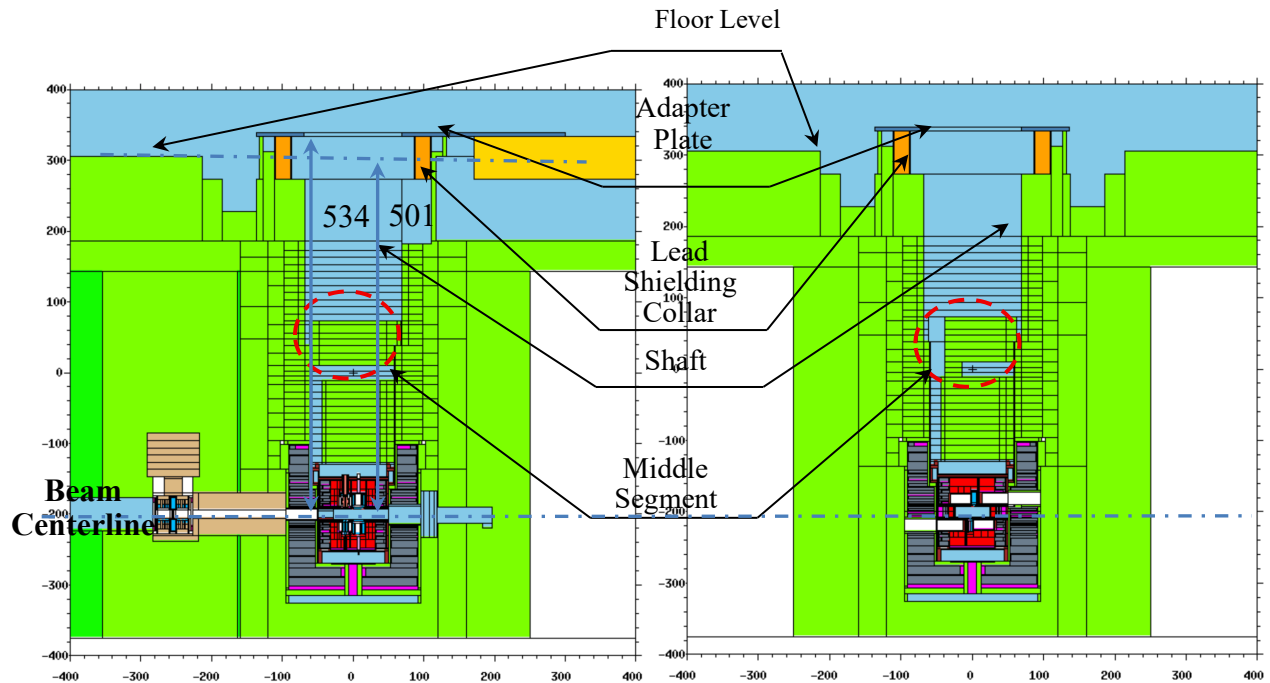 Floor Level
400
400
Adapter
Plate
300
300
534
501
200
200
Lead
Shielding
Collar
100
100
Shaft
0
0
−100
−100
Middle
Segment
Beam
Centerline
−200
−200
−300
−300
−400
−400
−400 −300 −200 −100 0 100 200 300 400
−400 −300 −200 −100 0 100 200 300 400